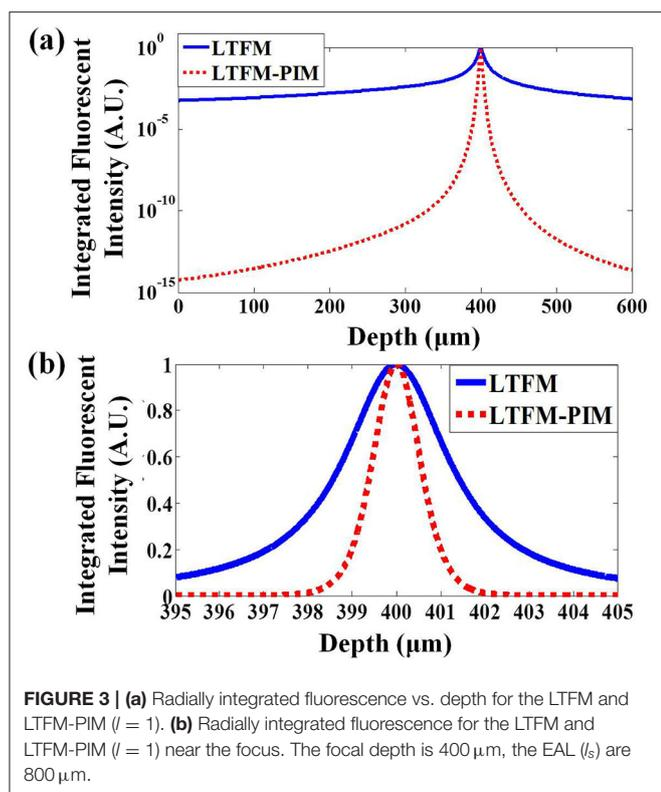 (a)
LTFM
LTFM-PIM
Integrated Fluorescent
Intensity (A.U.)
10⁰
10⁻⁵
10⁻¹⁰
10⁻¹⁵
0 100 200 300 400 500 600
Depth (µm)
(b)
LTFM
LTFM-PIM
Integrated Fluorescent
Intensity (A.U.)
1
0.8
0.6
0.4
0.2
0
395 396 397 398 399 400 401 402 403 404 405
Depth (µm)
FIGURE 3 | (a) Radially integrated fluorescence vs. depth for the LTFM and
LTFM-PIM (l = 1). (b) Radially integrated fluorescence for the LTFM and
LTFM-PIM (l = 1) near the focus. The focal depth is 400 µm, the EAL (lₛ) are
800 µm.